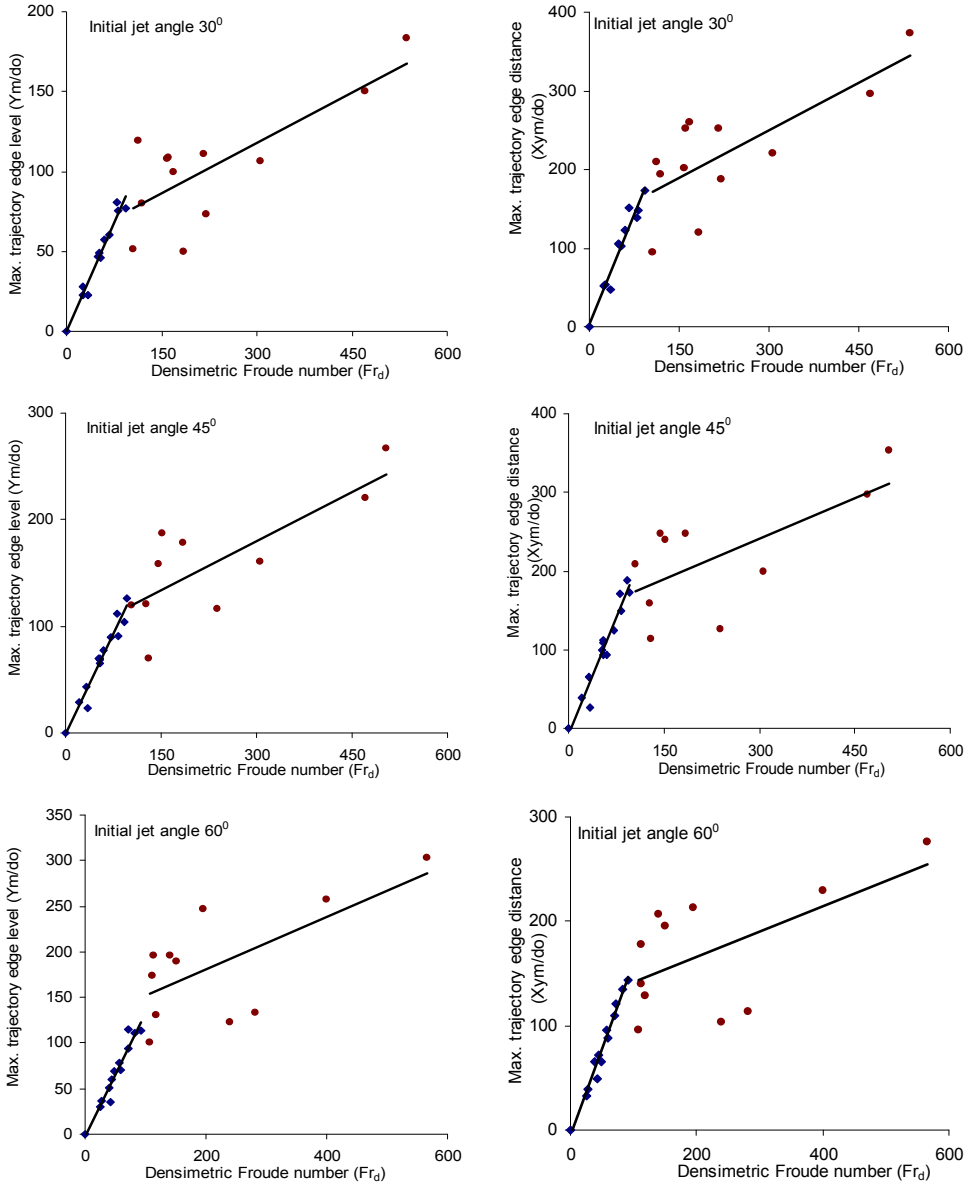 Initial jet angle 30⁰
Max. trajectory edge level (Ym/do)
200
150
100
50
0
0 150 300 450 600
Densimetric Froude number (Fr_d)
Initial jet angle 30⁰
Max. trajectory edge distance
(Xym/do)
400
300
200
100
0
0 150 300 450 600
Densimetric Froude number (Fr_d)
Initial jet angle 45⁰
Max. trajectory edge level (Ym/do)
300
200
100
0
0 150 300 450 600
Densimetric Froude number (Fr_d)
Initial jet angle 45⁰
Max. trajectory edge distance
(Xym/do)
400
300
200
100
0
0 150 300 450 600
Densimetric Froude number (Fr_d)
Initial jet angle 60⁰
Max. trajectory edge level (Ym/do)
350
300
250
200
150
100
50
0
0 200 400 600
Densimetric Froude number (Fr_d)
Initial jet angle 60⁰
Max. trajectory edge distance
(Xym/do)
300
200
100
0
0 200 400 600
Densimetric Froude number (Fr_d)